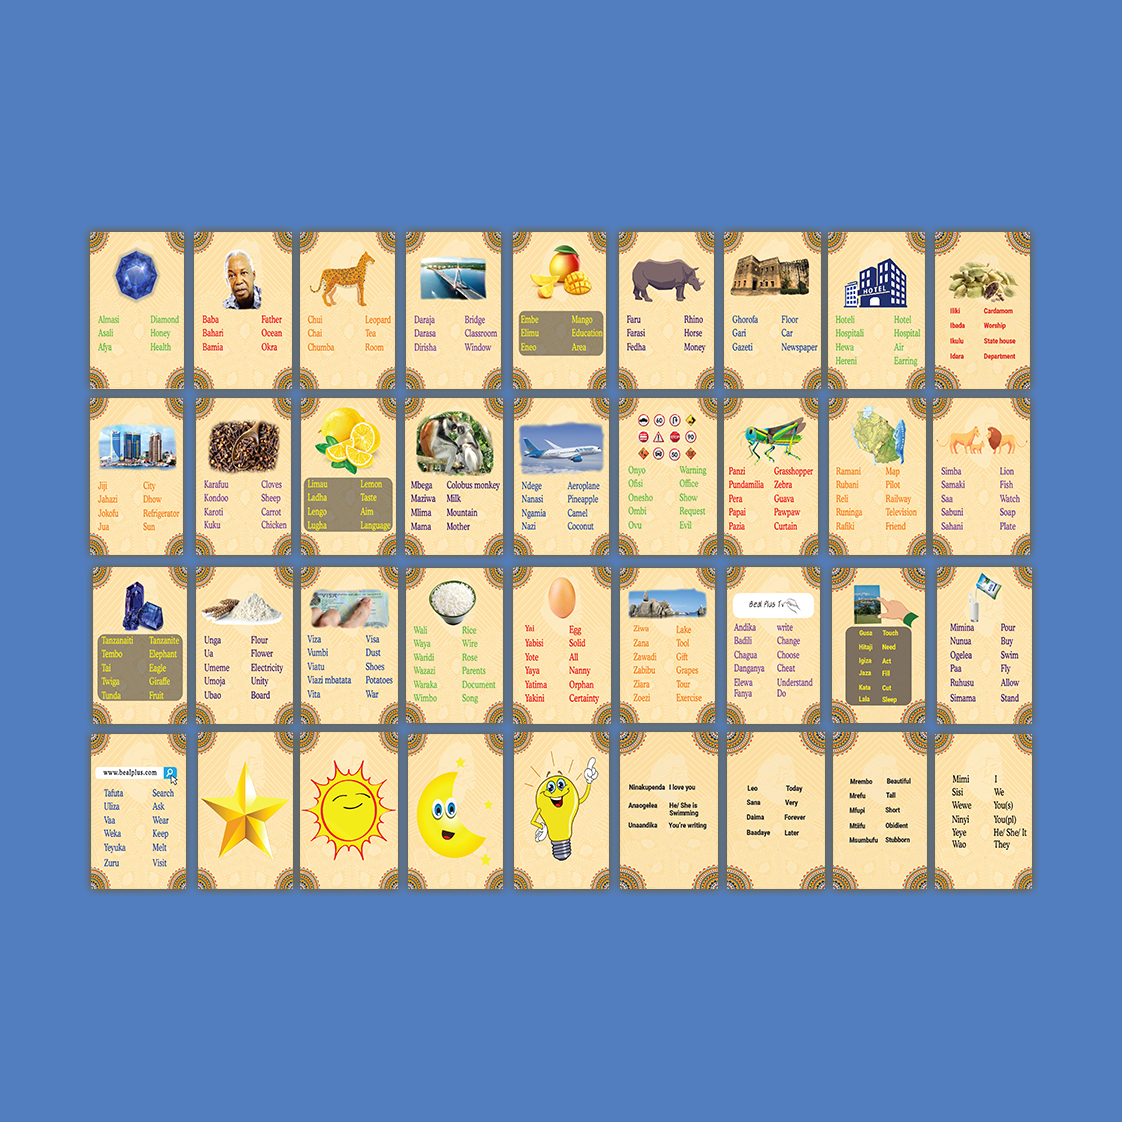 Almasi Diamond
Asali Honey
Afya Health
Baba Father
Bahari Ocean
Bamia Okra
Chui Leopard
Chai Tea
Chumba Room
Daraja Bridge
Darasa Classroom
Dirisha Window
Embe Mango
Elimu Education
Eneo Area
Faru Rhino
Farasi Horse
Fedha Money
Ghorofa Floor
Gari Car
Gazeti Newspaper
HOTEL
Hoteli Hotel
Hospitali Hospital
Hewa Air
Hereni Earring
Iliki Cardamom
Ibada Worship
Ikulu State house
Idara Department
Jiji City
Jahazi Dhow
Jokofu Refrigerator
Jua Sun
Karafuu Cloves
Kondoo Sheep
Karoti Carrot
Kuku Chicken
Limau Lemon
Ladha Taste
Lengo Aim
Lugha Language
Mbega Colobus monkey
Maziwa Milk
Mlima Mountain
Mama Mother
Ndege Aeroplane
Nanasi Pineapple
Ngamia Camel
Nazi Coconut
Onyo Warning
Ofisi Office
Onesho Show
Ombi Request
Ovu Evil
Panzi Grasshopper
Pundamilia Zebra
Pera Guava
Papai Pawpaw
Pazia Curtain
Ramani Map
Rubani Pilot
Reli Railway
Runinga Television
Rafiki Friend
Simba Lion
Samaki Fish
Saa Watch
Sabuni Soap
Sahani Plate
Tanzanaiti Tanzanite
Tembo Elephant
Tai Eagle
Twiga Giraffe
Tunda Fruit
Unga Flour
Ua Flower
Umeme Electricity
Umoja Unity
Ubao Board
VISA
Viza Visa
Vumbi Dust
Viatu Shoes
Viazi mbatata Potatoes
Vita War
Wali Rice
Waya Wire
Waridi Rose
Wazazi Parents
Waraka Document
Wimbo Song
Yai Egg
Yabisi Solid
Yote All
Yaya Nanny
Yatima Orphan
Yakini Certainty
Ziwa Lake
Zana Tool
Zawadi Gift
Zabibu Grapes
Ziara Tour
Zoezi Exercise
Beal Plus Tv
Andika write
Badili Change
Chagua Choose
Danganya Cheat
Elewa Understand
Fanya Do
Gusa Touch
Hitaji Need
Igiza Act
Jaza Fill
Kata Cut
Lala Sleep
Mimina Pour
Nunua Buy
Ogelea Swim
Paa Fly
Ruhusu Allow
Simama Stand
www.bealplus.com
Tafuta Search
Uliza Ask
Vaa Wear
Weka Keep
Yeyuka Melt
Zuru Visit
Ninakupenda I love you
Anaogelea He/ She is
Swimming
Unaandika You're writing
Leo Today
Sana Very
Daima Forever
Baadaye Later
Mrembo Beautiful
Mrefu Tall
Mfupi Short
Mtiifu Obidient
Msumbufu Stubborn
Mimi I
Sisi We
Wewe You(s)
Ninyi You(pl)
Yeye He/ She/ It
Wao They